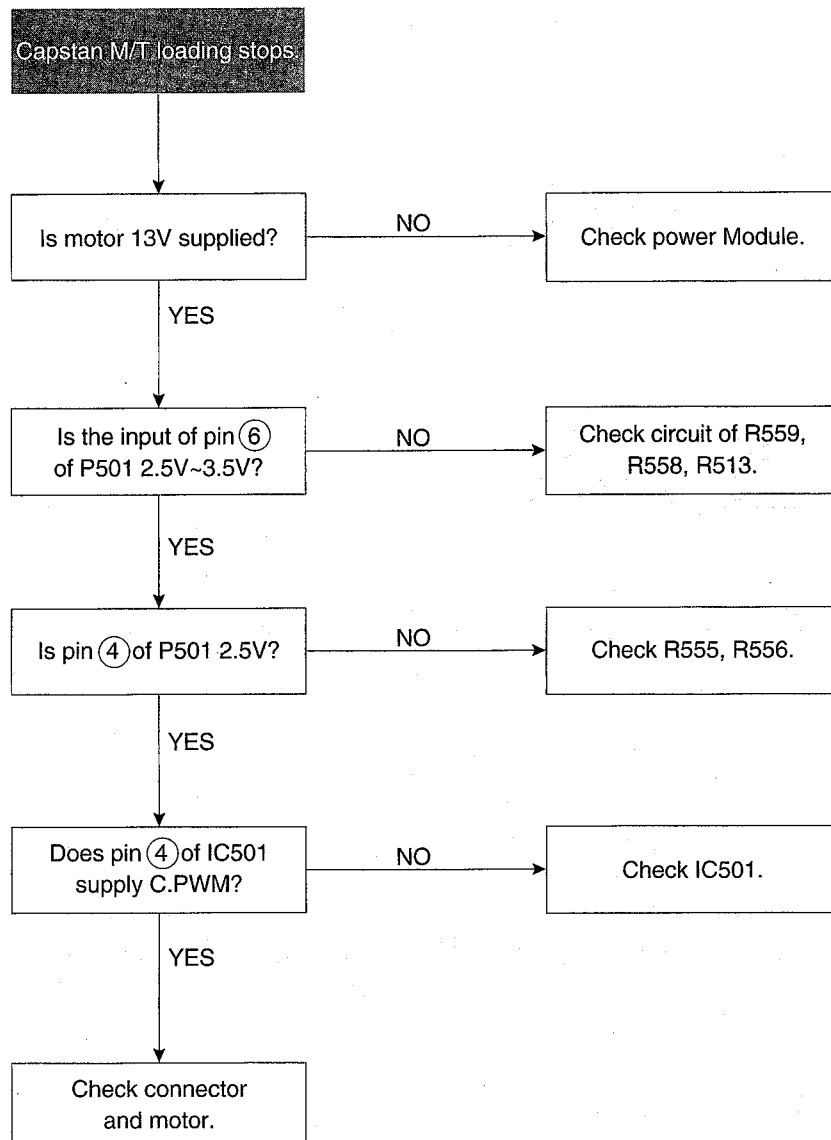 Capstan M/T loading stops.
Is motor 13V supplied?
NO
Check power Module.
YES
Is the input of pin ⑥
of P501 2.5V~3.5V?
NO
Check circuit of R559,
R558, R513.
YES
Is pin ④ of P501 2.5V?
NO
Check R555, R556.
YES
Does pin ④ of IC501
supply C.PWM?
NO
Check IC501.
YES
Check connector
and motor.